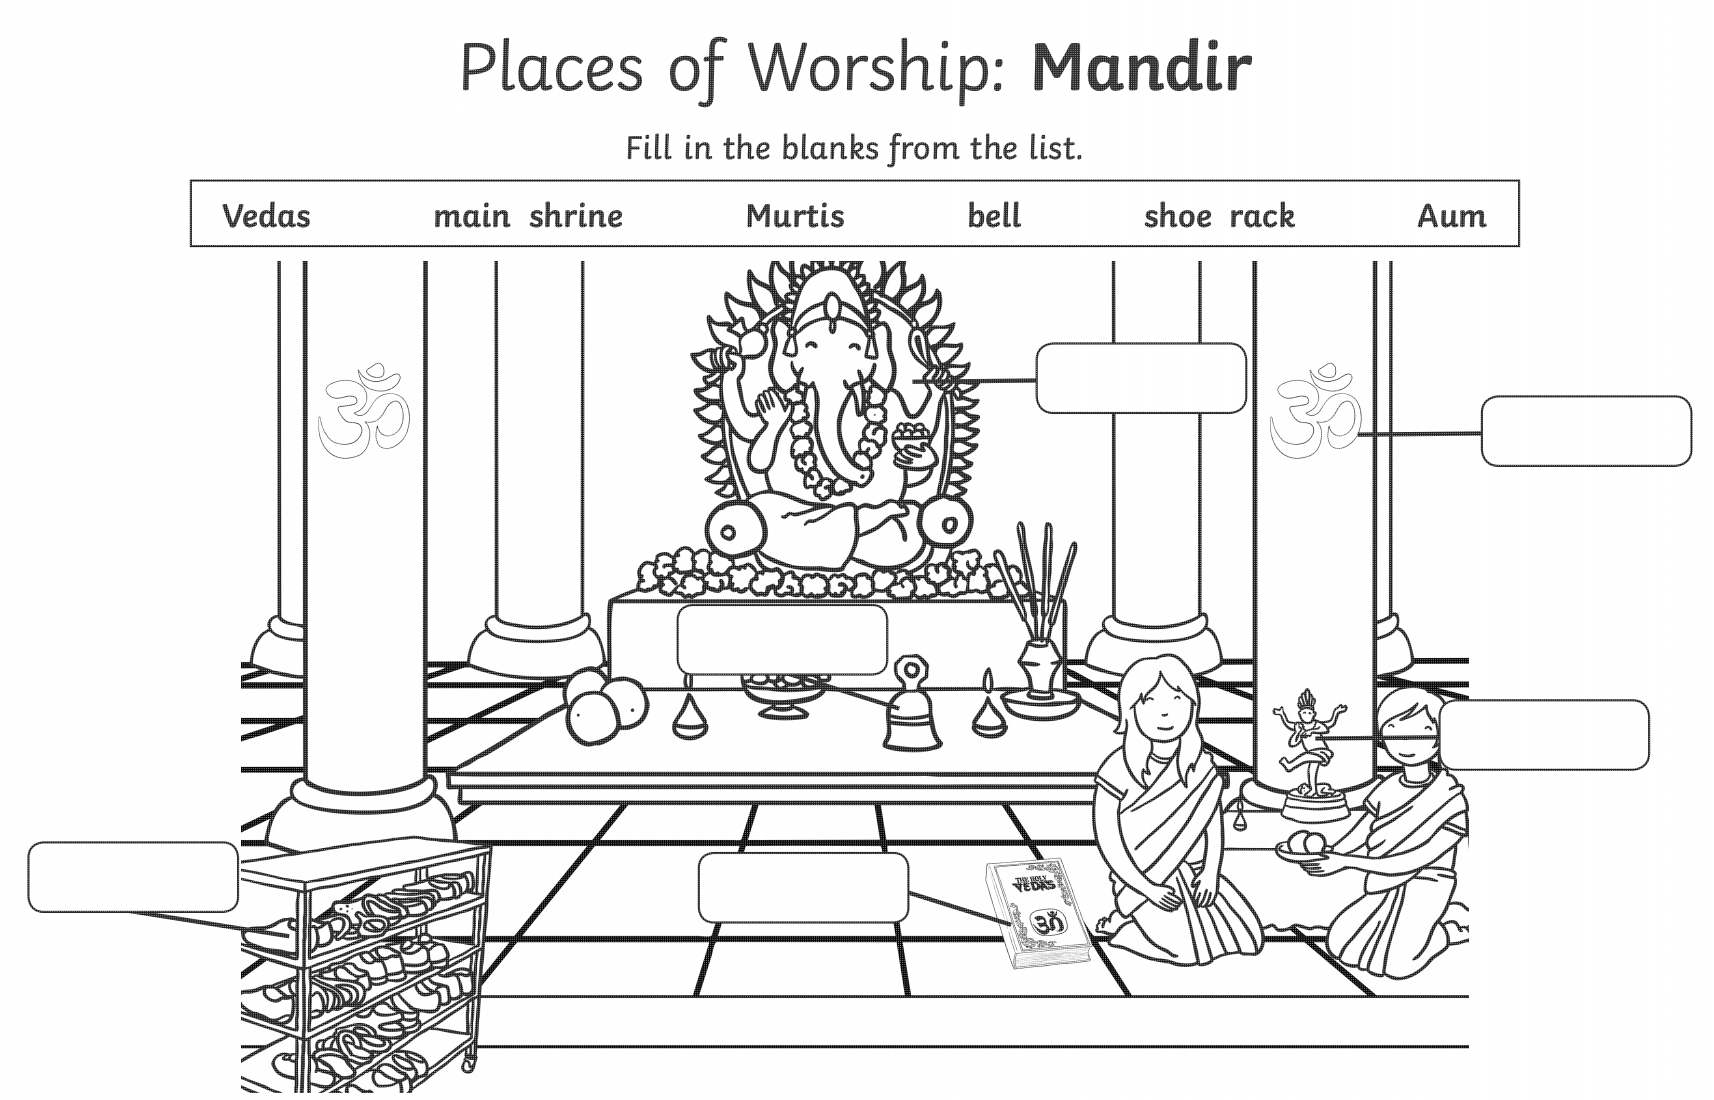 Places of Worship: Mandir
Fill in the blanks from the list.
Vedas main shrine Murtis bell shoe rack Aum
ॐ
ॐ
THE HOLY
VEDAS
ॐ